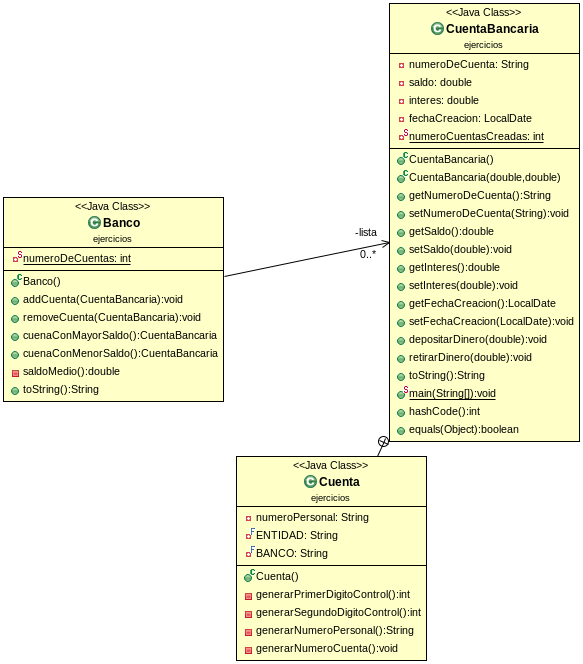 <<Java Class>>
CuentaBancaria
ejercicios
numeroDeCuenta: String
saldo: double
interes: double
fechaCreacion: LocalDate
numeroCuentasCreadas: int
CuentaBancaria()
CuentaBancaria(double,double)
getNumeroDeCuenta():String
setNumeroDeCuenta(String):void
getSaldo():double
setSaldo(double):void
getInteres():double
setInteres(double):void
getFechaCreacion():LocalDate
setFechaCreacion(LocalDate):void
depositarDinero(double):void
retirarDinero(double):void
toString():String
main(String[]):void
hashCode():int
equals(Object):boolean
<<Java Class>>
Banco
ejercicios
numeroDeCuentas: int
Banco()
addCuenta(CuentaBancaria):void
removeCuenta(CuentaBancaria):void
cuenaConMayorSaldo():CuentaBancaria
cuenaConMenorSaldo():CuentaBancaria
saldoMedio():double
toString():String
-lista
0..*
<<Java Class>>
Cuenta
ejercicios
numeroPersonal: String
ENTIDAD: String
BANCO: String
Cuenta()
generarPrimerDigitoControl():int
generarSegundoDigitoControl():int
generarNumeroPersonal():String
generarNumeroCuenta():void